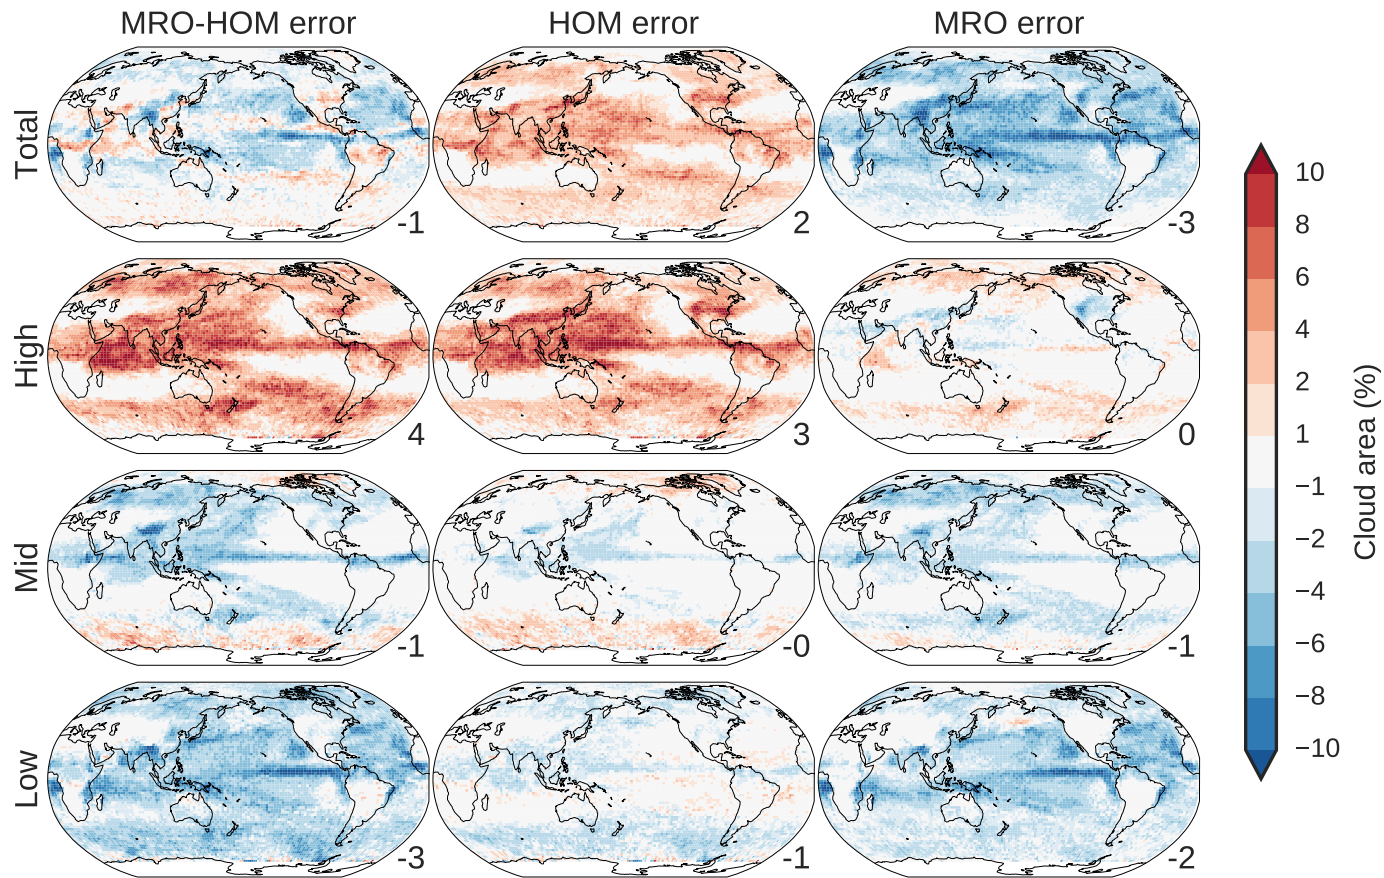 MRO-HOM error HOM error MRO error
Total
-1 2 -3
High
4 3 0
Mid
-1 -0 -1
Low
-3 -1 -2
10
8
6
4
2
1
−1
−2
−4
−6
−8
−10
Cloud area (%)